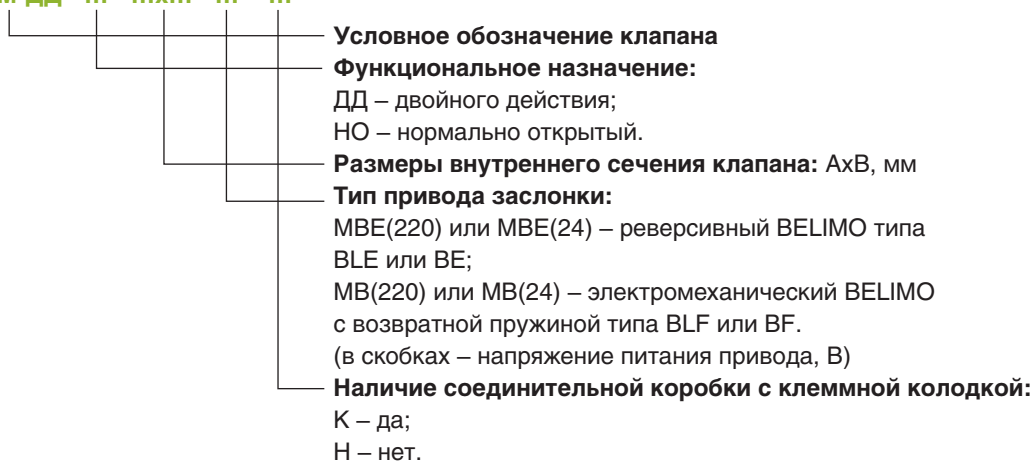 Условное обозначение клапана
Функциональное назначение:
ДД – двойного действия;
НО – нормально открытый.
Размеры внутреннего сечения клапана: АхВ, мм
Тип привода заслонки:
МВЕ(220) или МВЕ(24) – реверсивный BELIMO типа
BLE или BE;
МВ(220) или МВ(24) – электромеханический BELIMO
с возвратной пружиной типа BLF или BF.
(в скобках – напряжение питания привода, В)
Наличие соединительной коробки с клеммной колодкой:
К – да;
Н – нет.